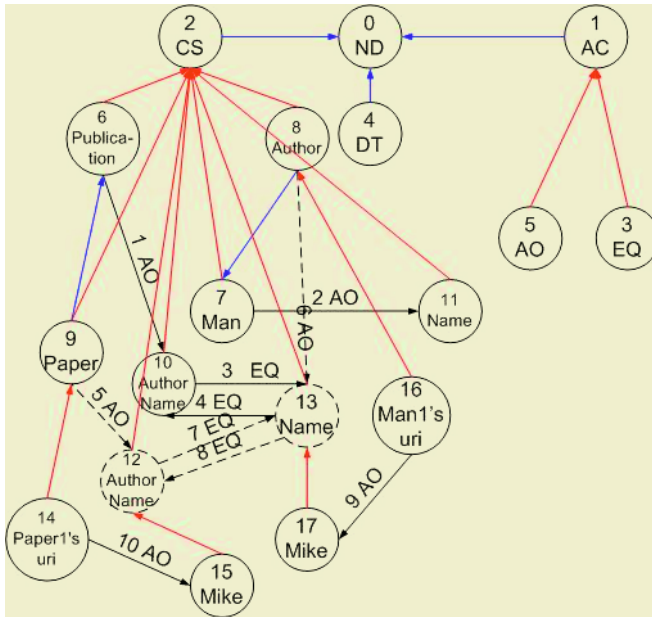 2
CS
0
ND
1
AC
6
Publica-
tion
8
Author
4
DT
5
AO
3
EQ
1 AO
6 AO
7
Man
2 AO
11
Name
9
Paper
10
Author
Name
3 EQ
4 EQ
13
Name
16
Man1's
uri
5 AO
7 EQ
8 EQ
12
Author
Name
9 AO
14
Paper1's
uri
10 AO
15
Mike
17
Mike